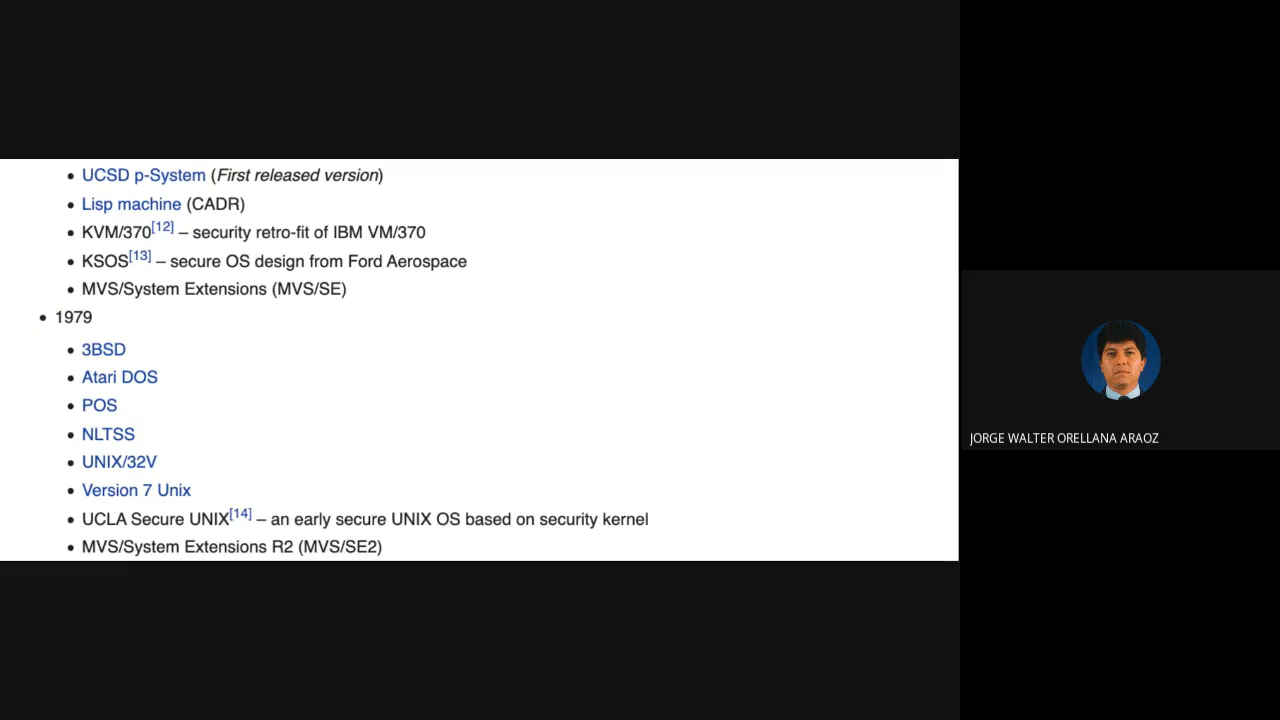 • UCSD p-System (First released version)
• Lisp machine (CADR)
• KVM/370[12] – security retro-fit of IBM VM/370
• KSOS[13] – secure OS design from Ford Aerospace
• MVS/System Extensions (MVS/SE)
• 1979
• 3BSD
• Atari DOS
• POS
• NLTSS
• UNIX/32V
• Version 7 Unix
• UCLA Secure UNIX[14] – an early secure UNIX OS based on security kernel
• MVS/System Extensions R2 (MVS/SE2)
JORGE WALTER ORELLANA ARAOZ